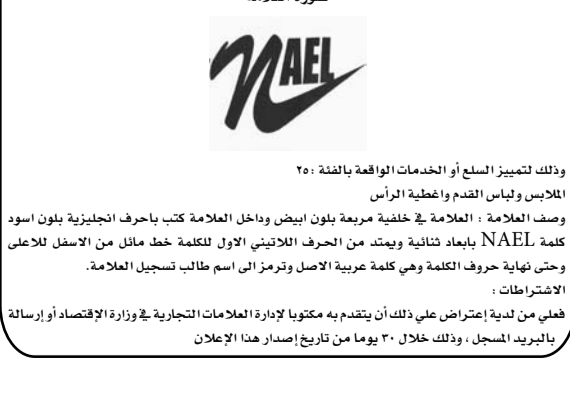 NAEL
وذلك لتمييز السلع أو الخدمات الواقعة بالفئة : ٢٥
الملابس ولباس القدم واغطية الرأس
وصف العلامة : العلامة في خلفية مربعة بلون ابيض وداخل العلامة كتب باحرف انجليزية بلون اسود
كلمة NAEL بابعاد ثنائية ويمتد من الحرف اللاتيني الاول للكلمة خط مائل من الاسفل للاعلى
وحتى نهاية حروف الكلمة وهي كلمة عربية الاصل وترمز الى اسم طالب تسجيل العلامة.
الاشتراطات :
فعلي من لدية إعتراض علي ذلك أن يتقدم به مكتوبا لإدارة العلامات التجارية في وزارة الإقتصاد أو إرسالة
بالبريد المسجل ، وذلك خلال ٣٠ يوما من تاريخ إصدار هذا الإعلان